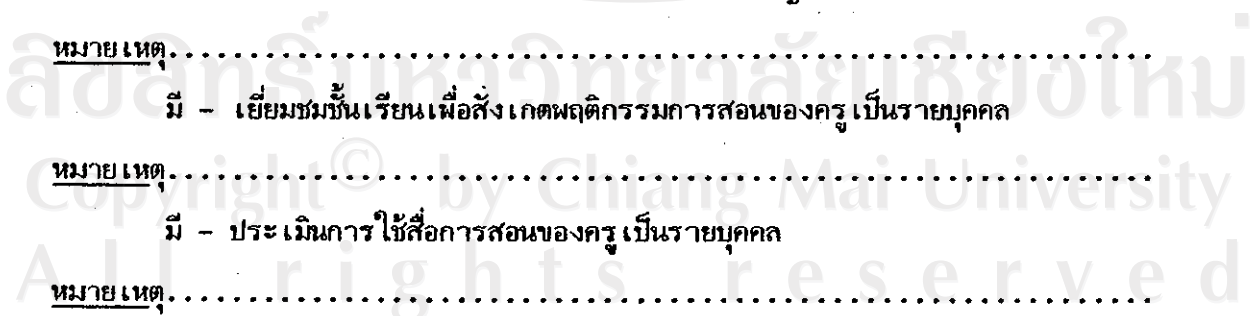 หมายเหตุ..............................................................
มี - เยี่ยมชมชั้นเรียนเพื่อสังเกตพฤติกรรมการสอนของครูเป็นรายบุคคล
หมายเหตุ..............................................................
มี - ประเมินการใช้สื่อการสอนของครูเป็นรายบุคคล
หมายเหตุ..............................................................
ลิขสิทธิ์มหาวิทยาลัยเชียงใหม่
Copyright© by Chiang Mai University
All rights reserved